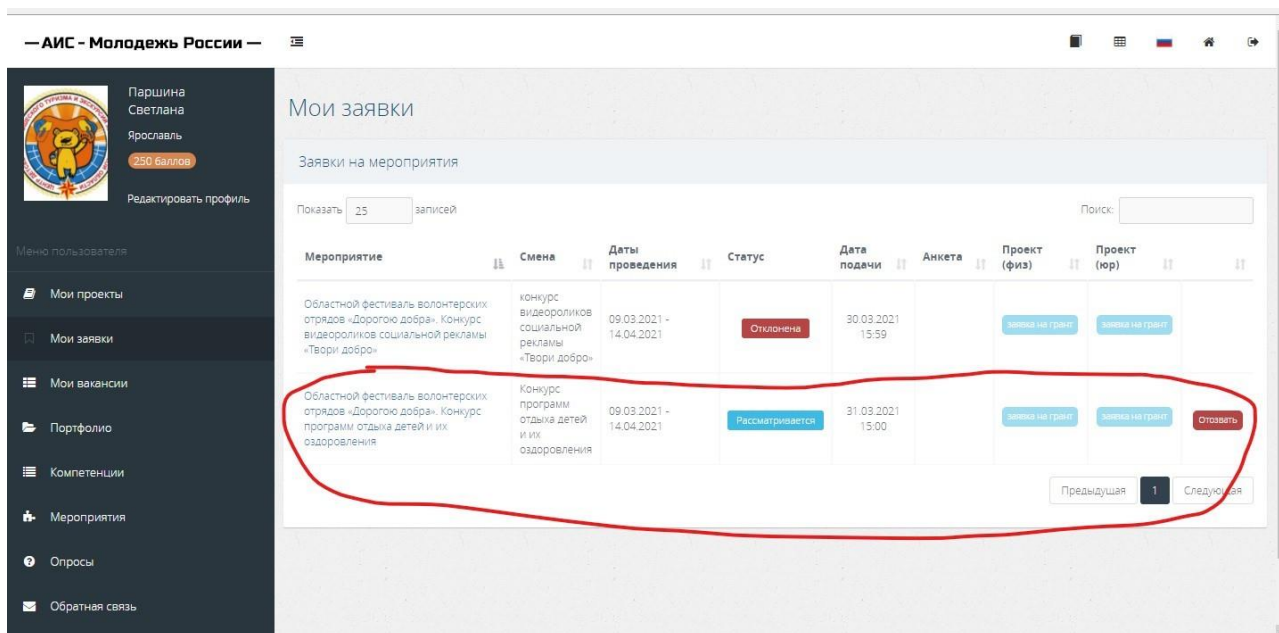 — АИС - Молодежь России —
Паршина
Светлана
Ярославль
250 баллов
Редактировать профиль
Меню пользователя
Мои проекты
Мои заявки
Мои вакансии
Портфолио
Компетенции
Мероприятия
Опросы
Обратная связь
Мои заявки
Заявки на мероприятия
Показать 25 записей
Поиск:
Мероприятие
Смена
Даты
проведения
Статус
Дата
подачи
Анкета
Проект
(физ)
Проект
(юр)
Областной фестиваль волонтерских
отрядов «Дорогою добра». Конкурс
видеороликов социальной рекламы
«Твори добро»
конкурс
видеороликов
социальной
рекламы
«Твори добро»
09.03.2021 -
14.04.2021
Отклонена
30.03.2021
15:59
заявка на грант
заявка на грант
Областной фестиваль волонтерских
отрядов «Дорогою добра». Конкурс
программ отдыха детей и их
оздоровления
Конкурс
программ
отдыха детей
и их
оздоровления
09.03.2021 -
14.04.2021
Рассматривается
31.03.2021
15:00
заявка на грант
заявка на грант
Отозвать
Предыдущая 1 Следующая